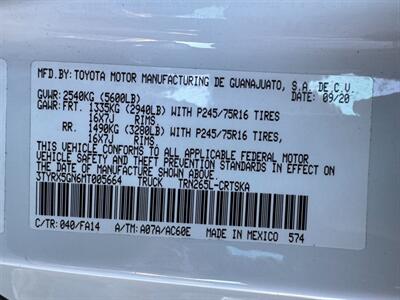 MFD.BY:TOYOTA MOTOR MANUFACTURING DE GUANAJUATO, S.A. DE C.V.
GVWR: 2540KG (5600LB) DATE: 09/20
GAWR: FRT. 1335KG (2940LB) WITH P245/75R16 TIRES
16X7J RIMS,
RR. 1490KG (3280LB) WITH P245/75R16 TIRES,
16X7J RIMS.
THIS VEHICLE CONFORMS TO ALL APPLICABLE FEDERAL MOTOR
VEHICLE SAFETY AND THEFT PREVENTION STANDARDS IN EFFECT
ON THE DATE OF MANUFACTURE SHOWN ABOVE.
3TYRX5GN6MT005664 TRUCK TRN265L-CRTSKA
C/TR:040/FA14 A/TM:A07A/AC60E MADE IN MEXICO 574